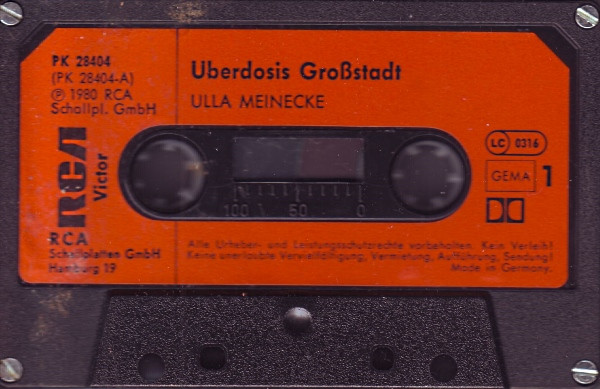 PK 28404
(PK 28404-A)
Ⓟ 1980 RCA
Schallpl. GmbH
Uberdosis Großstadt
ULLA MEINECKE
RCA
Victor
LC 0316
GEMA 1
100 50 0
RCA
Schallplatten GmbH
Hamburg 19
Alle Urheber- und Leistungsschutzrechte vorbehalten. Kein Verleih!
Keine unerlaubte Vervielfältigung, Vermietung, Aufführung, Sendung!
Made in Germany.